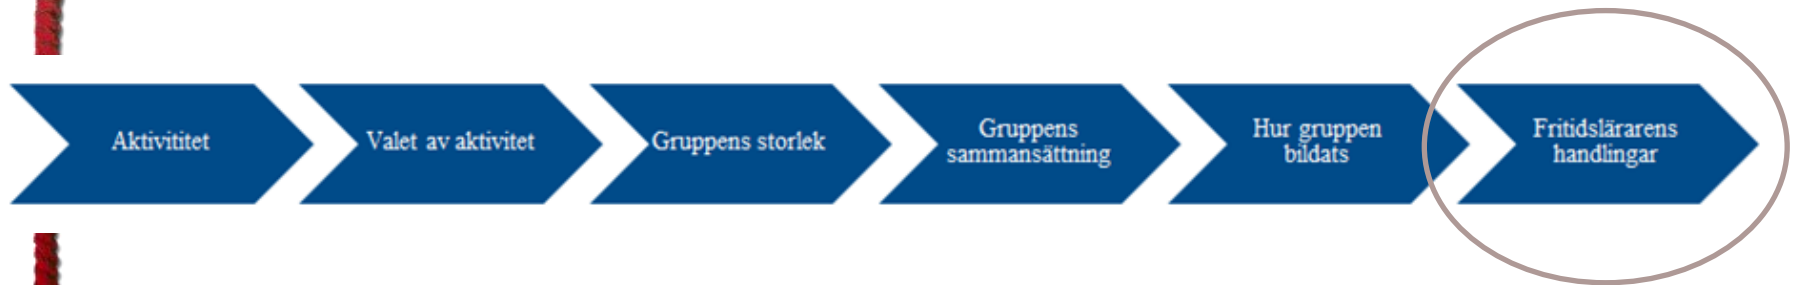 Aktivititet
Valet av aktivitet
Gruppens storlek
Gruppens
sammansättning
Hur gruppen
bildats
Fritidslärarens
handlingar